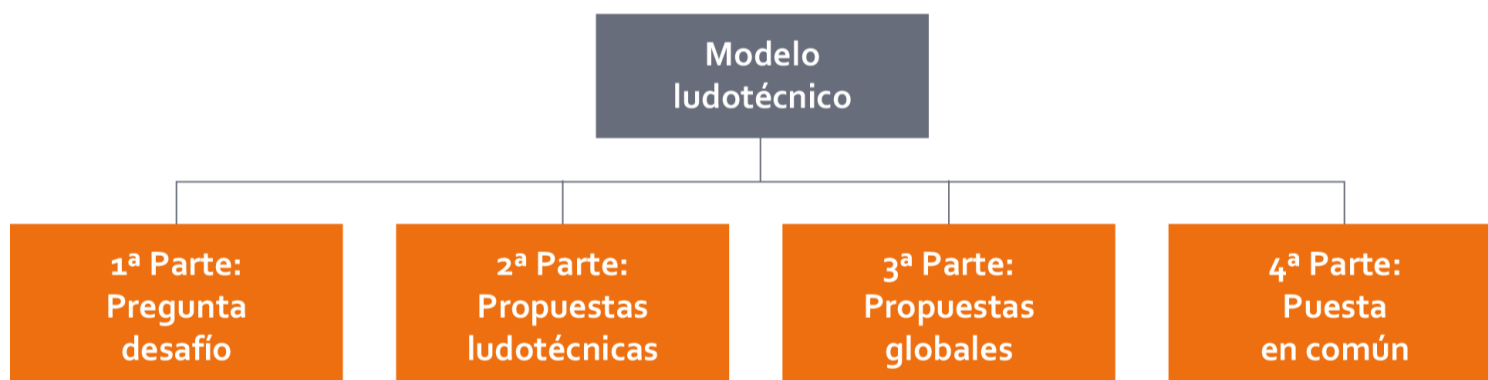 Modelo
ludotécnico
1ª Parte:
Pregunta
desafío
2ª Parte:
Propuestas
ludotécnicas
3ª Parte:
Propuestas
globales
4ª Parte:
Puesta
en común